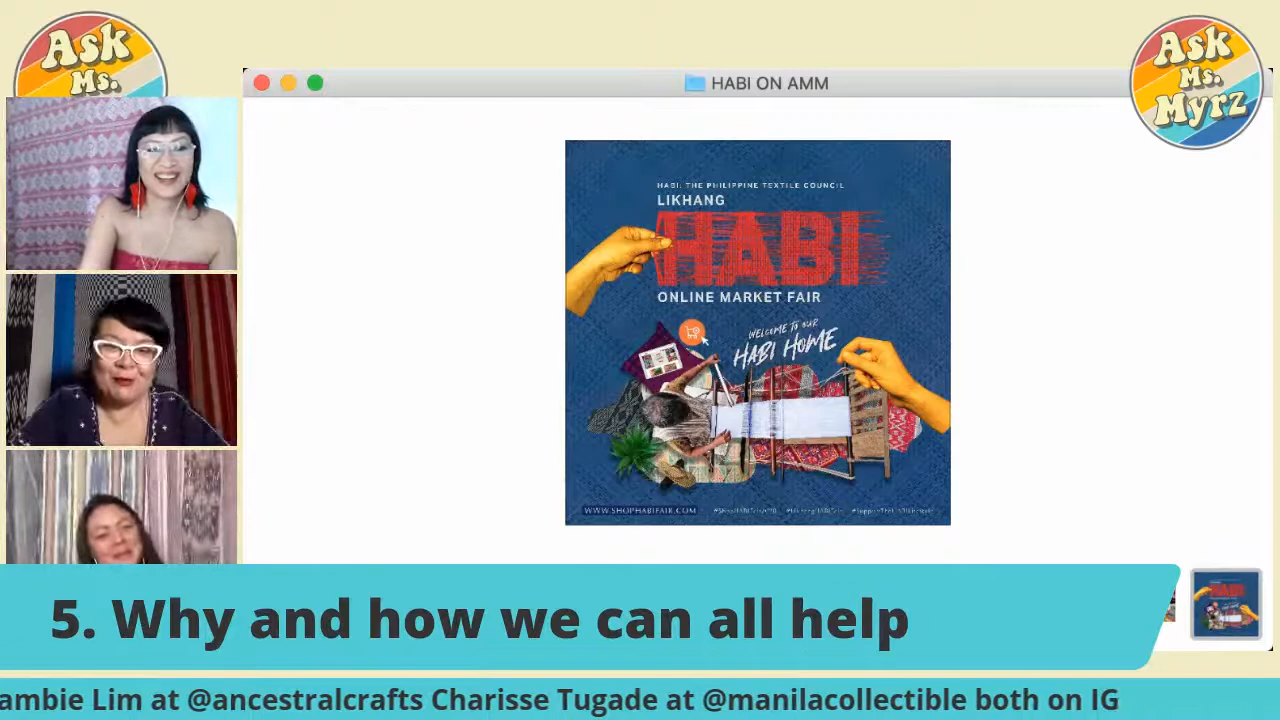 Ask
Ms.
HABI ON AMM
Ask
Ms.
Myrz
HABI: THE PHILIPPINE TEXTILE COUNCIL
LIKHANG
HABI
ONLINE MARKET FAIR
WELCOME TO OUR
HABI HOME
WWW.SHOPHABIFAIR.COM
5. Why and how we can all help
ambie Lim at @ancestralcrafts Charisse Tugade at @manilacollectible both on IG